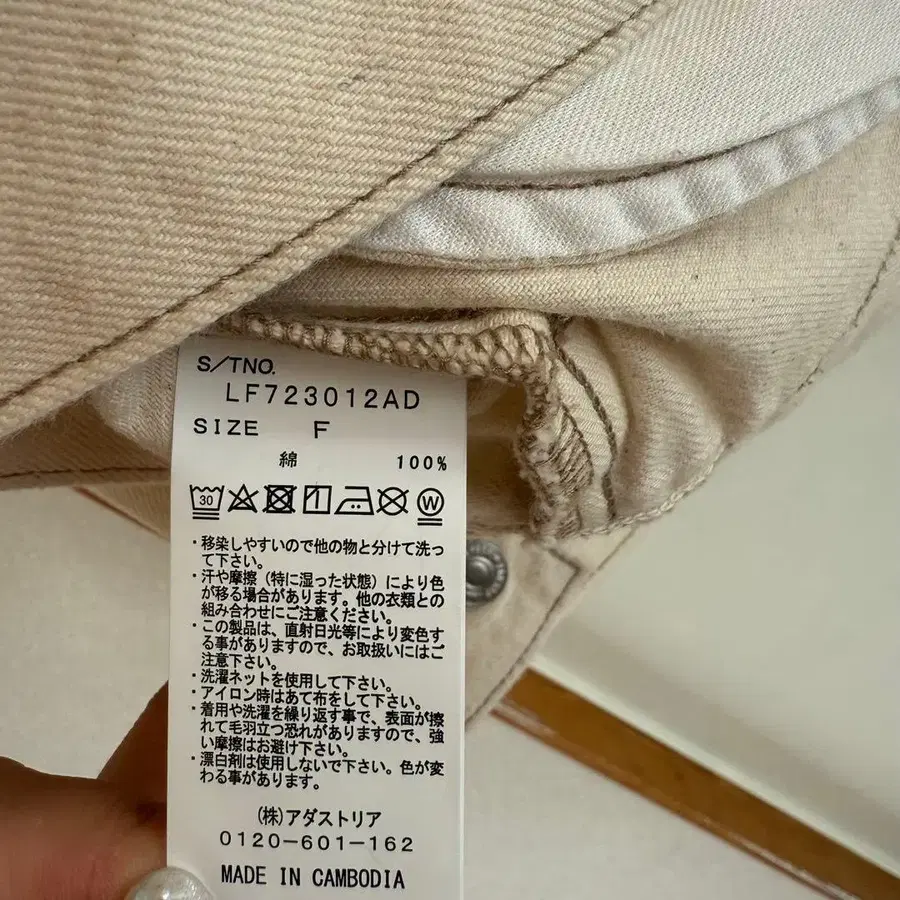 S/TNO.
LF723012AD
SIZE F
綿 100%
30 W
・移染しやすいので他の物と分けて洗っ
て下さい。
・汗や摩擦（特に湿った状態）により色
が移る場合があります。他の衣類との
組み合わせにご注意ください。
・この製品は、直射日光等により変色す
る事がありますので、お取扱いにはご
注意下さい。
・洗濯ネットを使用して下さい。
・アイロン時はあて布をして下さい。
・着用や洗濯を繰り返す事で、表面が擦
れて毛羽立つ恐れがありますので、強
い摩擦はお避け下さい。
・漂白剤は使用しないで下さい。色が変
わる事があります。
(株)アダストリア
0120-601-162
MADE IN CAMBODIA